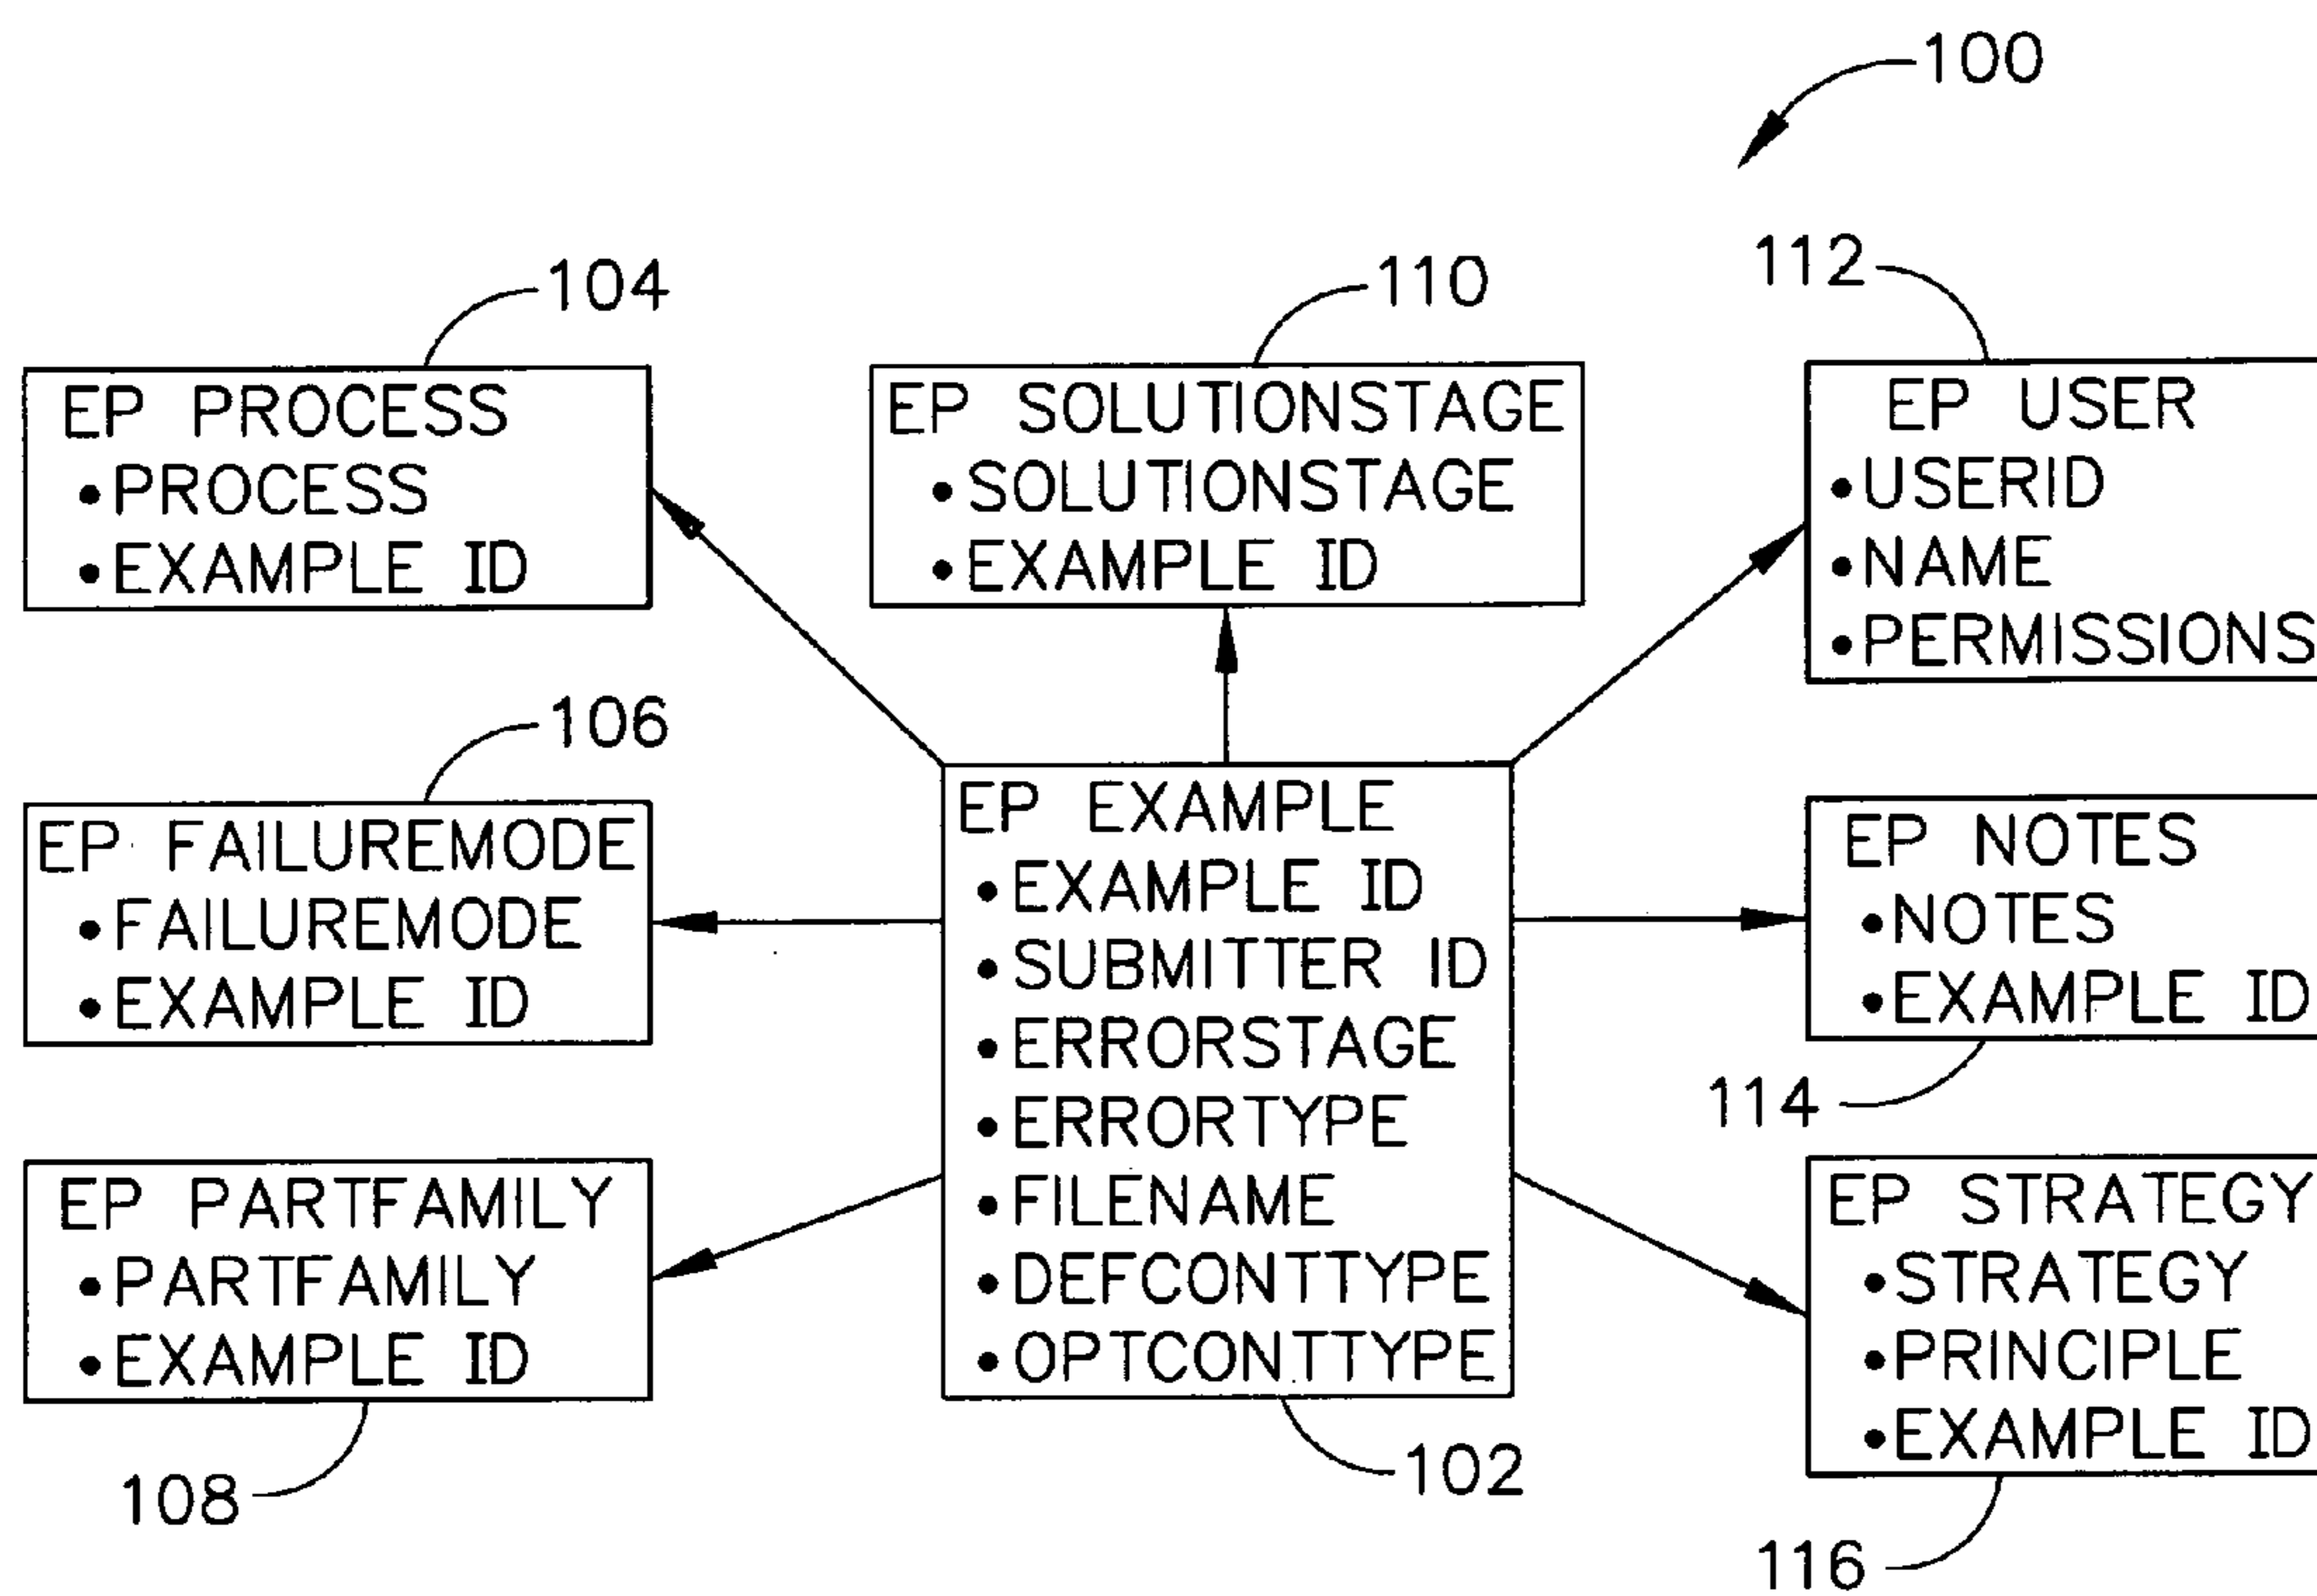 100
104
EP PROCESS
•PROCESS
•EXAMPLE ID
110
EP SOLUTIONSTAGE
•SOLUTIONSTAGE
•EXAMPLE ID
112
EP USER
•USERID
•NAME
•PERMISSIONS
106
EP FAILUREMODE
•FAILUREMODE
•EXAMPLE ID
EP EXAMPLE
•EXAMPLE ID
•SUBMITTER ID
•ERRORSTAGE
•ERRORTYPE
•FILENAME
•DEFCONTTYPE
•OPTCONTTYPE
102
EP NOTES
•NOTES
•EXAMPLE ID
114
EP PARTFAMILY
•PARTFAMILY
•EXAMPLE ID
108
EP STRATEGY
•STRATEGY
•PRINCIPLE
•EXAMPLE ID
116